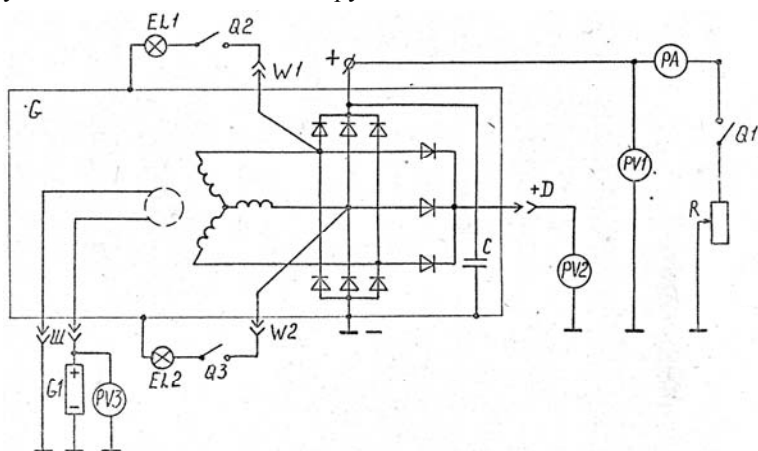 EL1 Q2
W1
+ PA
G
Q1
+D
PV1
R
C
PV2
Ш W2
–
EL2 Q3
G1 + – PV3